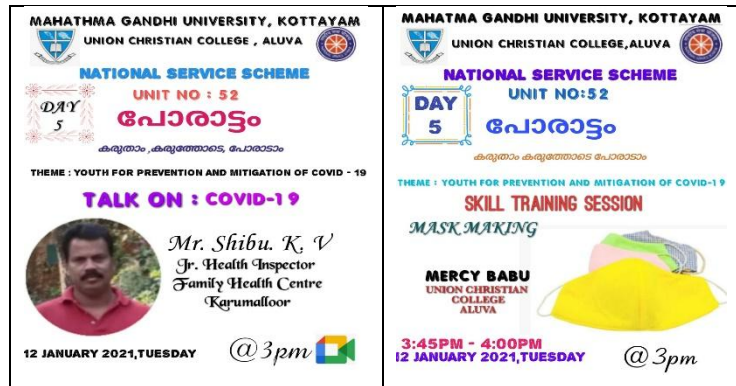 MAHATHMA GANDHI UNIVERSITY, KOTTAYAM
UNION CHRISTIAN COLLEGE , ALUVA
NATIONAL SERVICE SCHEME
UNIT NO : 52
DAY
5
പോരാട്ടം
കരുതാം ,കരുത്തോടെ, പോരാടാം
THEME : YOUTH FOR PREVENTION AND MITIGATION OF COVID - 19
TALK ON : COVID-19
Mr. Shibu. K. V
Jr. Health Inspector
Family Health Centre
Karumalloor
12 JANUARY 2021,TUESDAY
@ 3pm
MAHATMA GANDHI UNIVERSITY, KOTTAYAM
UNION CHRISTIAN COLLEGE,ALUVA
NATIONAL SERVICE SCHEME
UNIT NO:52
DAY
5
പോരാട്ടം
കരുതാം കരുത്തോടെ പോരാടാം
THEME : YOUTH FOR PREVENTION AND MITIGATION OF COVID-19
SKILL TRAINING SESSION
MASK MAKING
MERCY BABU
UNION CHRISTIAN
COLLEGE
ALUVA
3:45PM - 4:00PM
12 JANUARY 2021,TUESDAY
@ 3pm